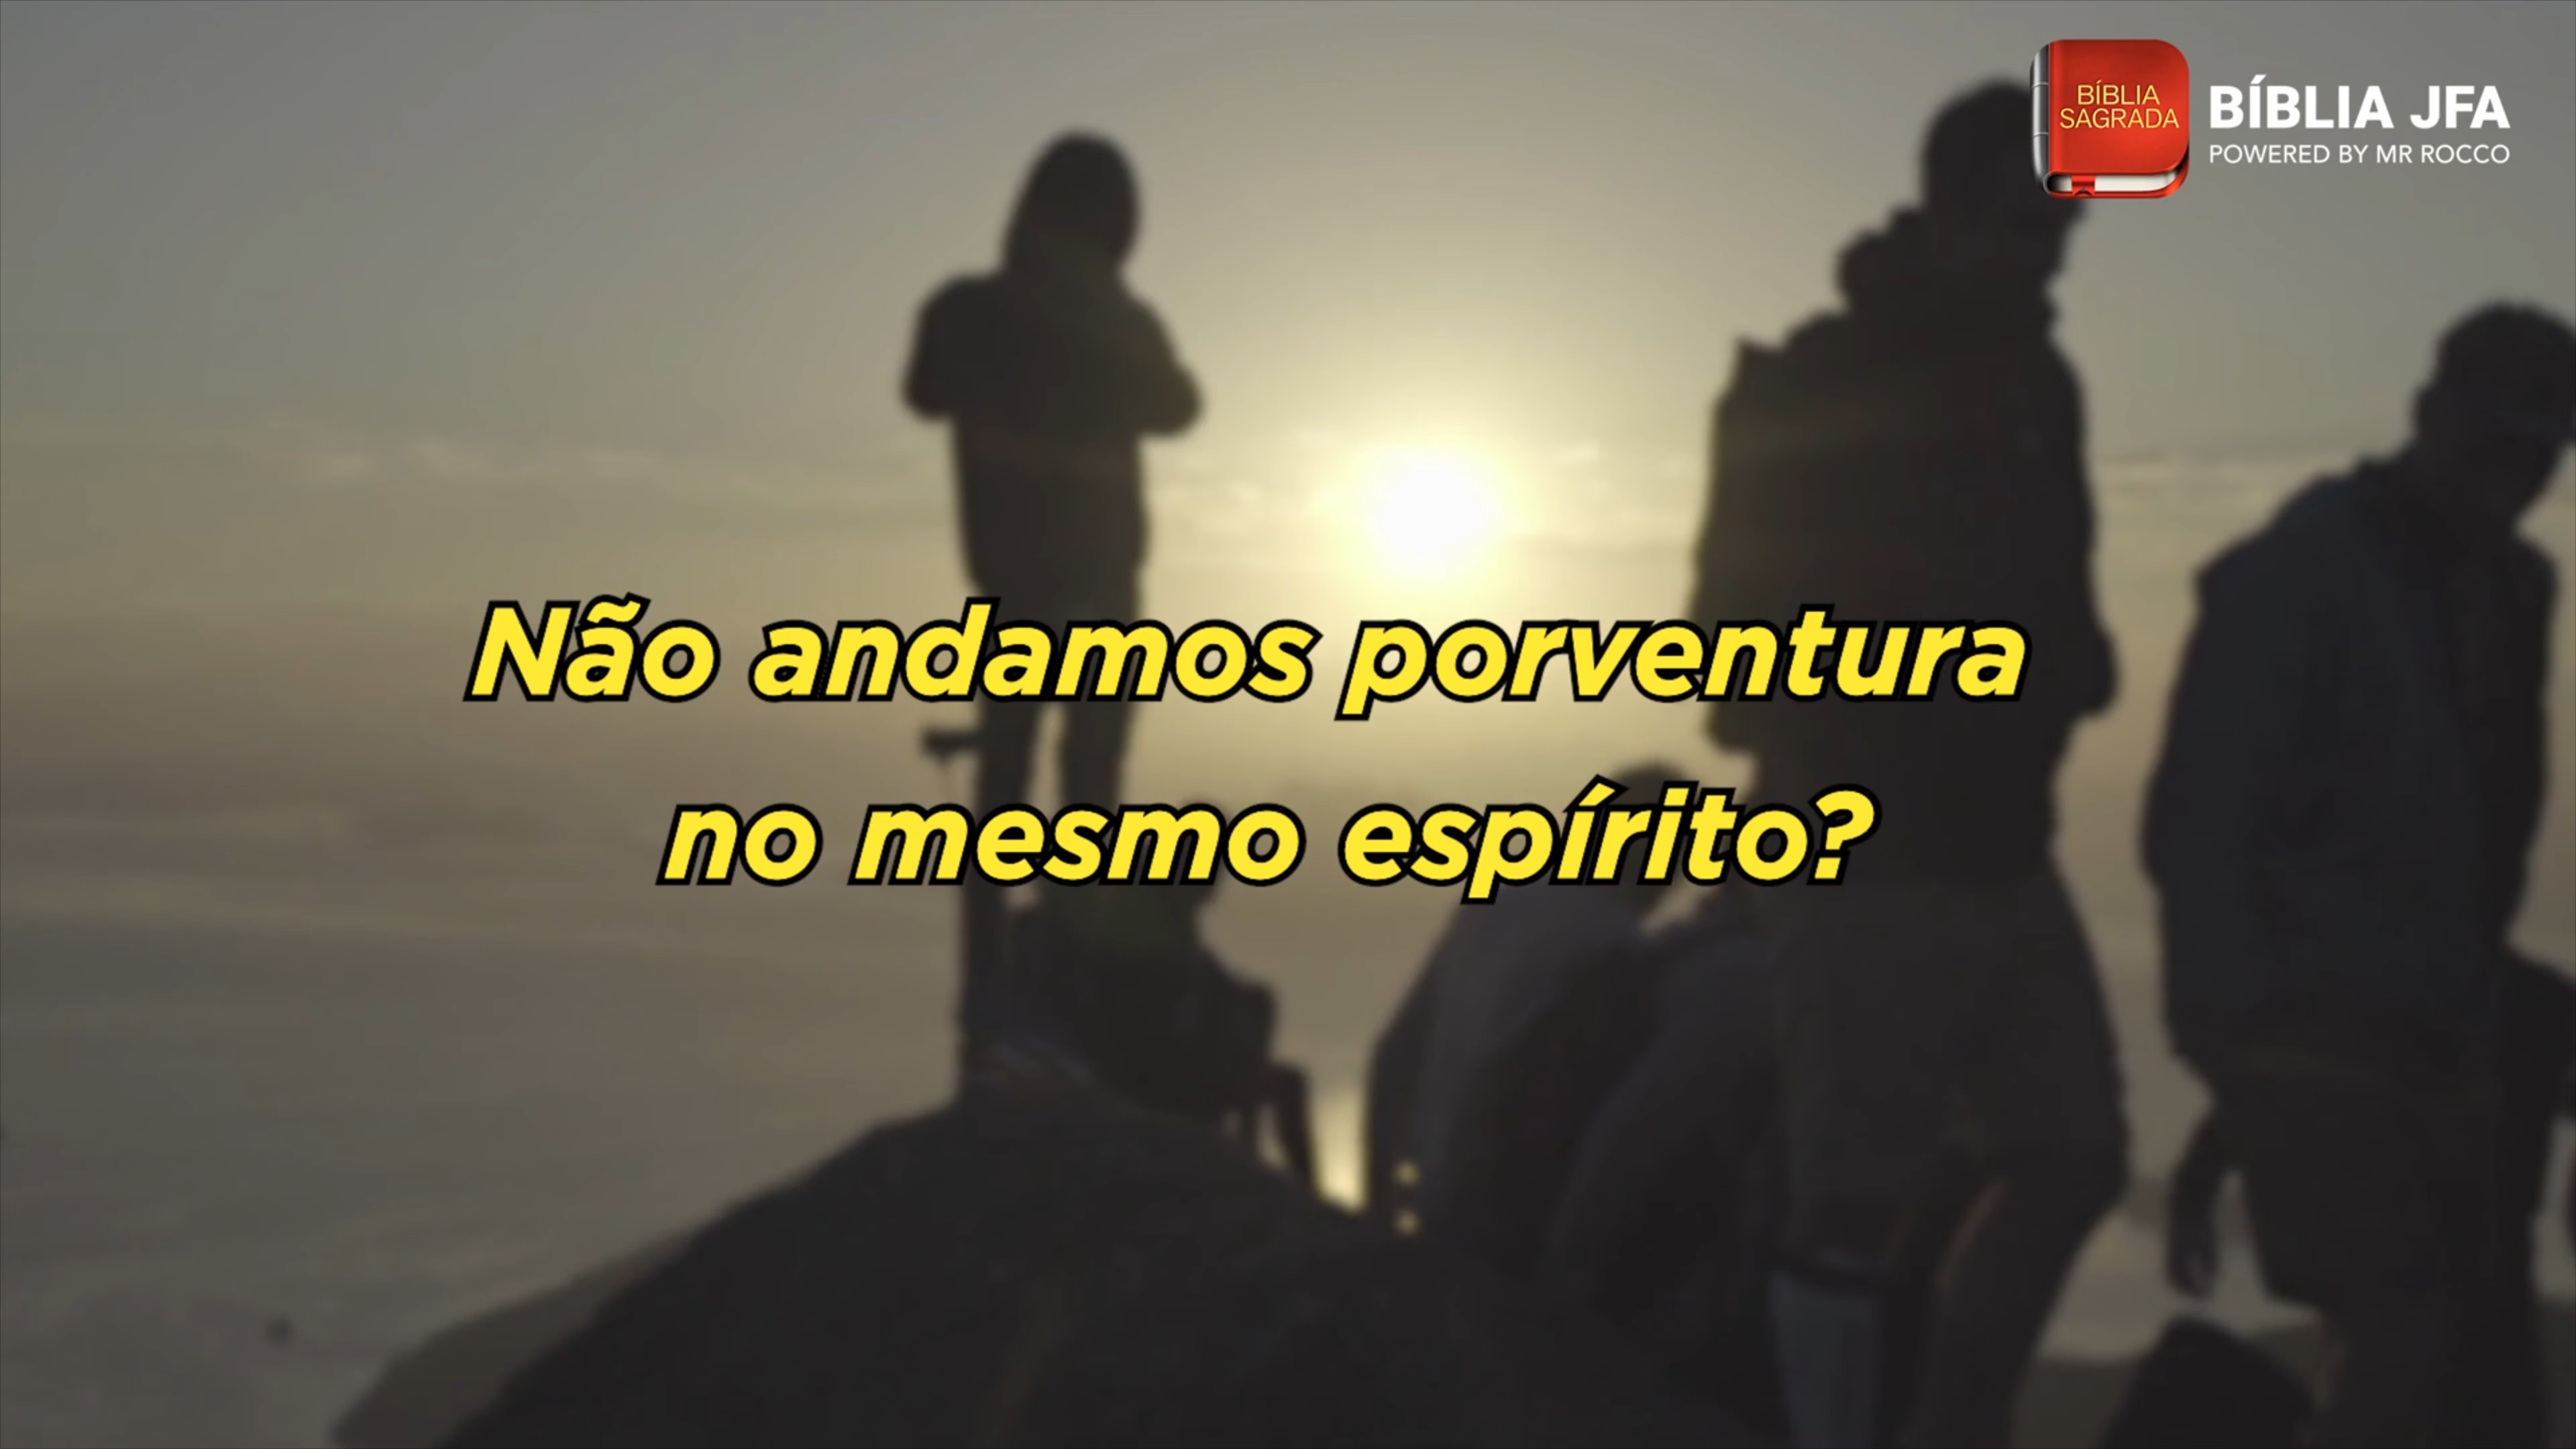 BÍBLIA
SAGRADA
BÍBLIA JFA
POWERED BY MR ROCCO
Não andamos porventura
no mesmo espírito?